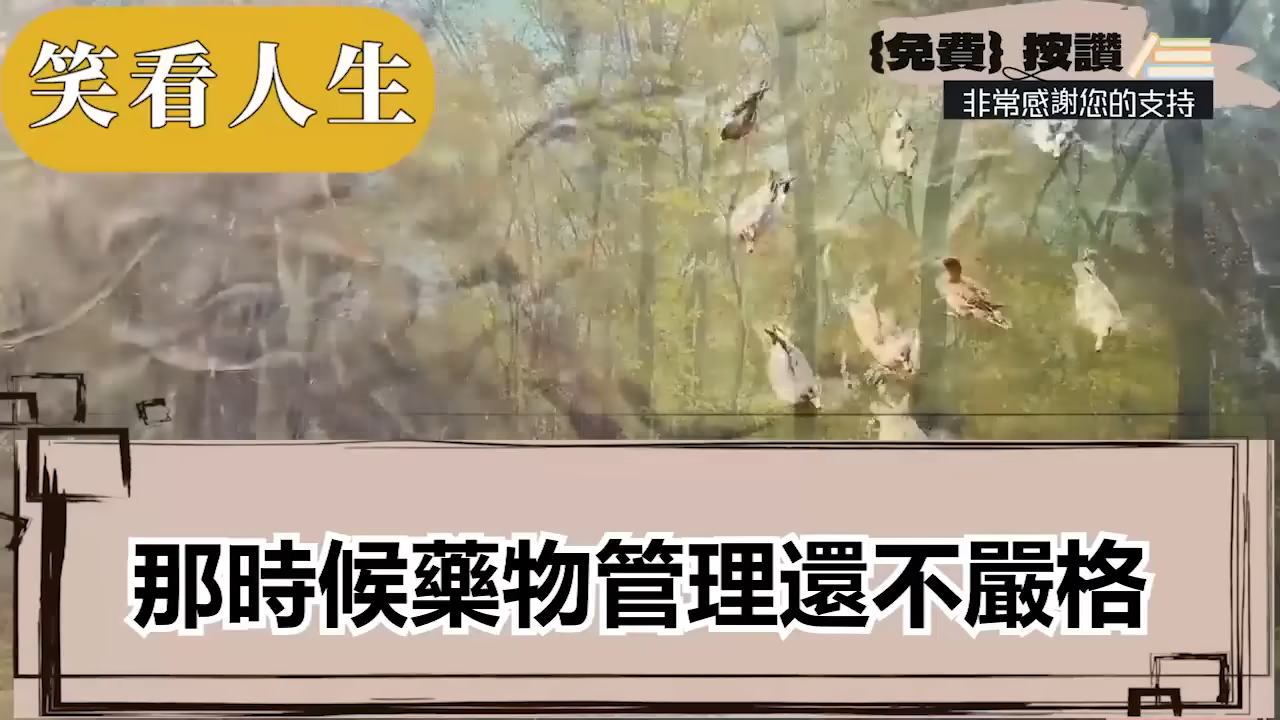 笑看人生
{免費} 按讚
非常感謝您的支持
那時候藥物管理還不嚴格